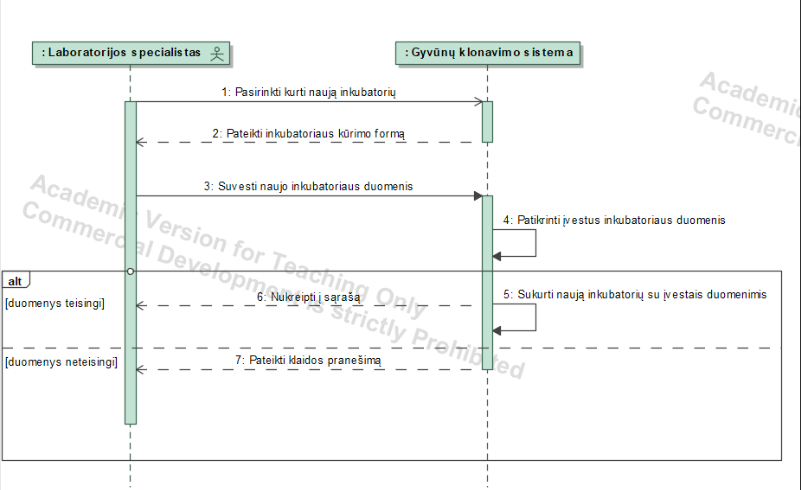 : Laboratorijos specialistas
: Gyvūnų klonavimo sistema
1: Pasirinkti kurti naują inkubatorių
2: Pateikti inkubatoriaus kūrimo formą
3: Suvesti naujo inkubatoriaus duomenis
4: Patikrinti įvestus inkubatoriaus duomenis
alt
[duomenys teisingi]
5: Sukurti naują inkubatorių su įvestais duomenimis
6: Nukreipti į sąrašą
[duomenys neteisingi]
7: Pateikti klaidos pranešimą
Academic Version for Teaching Only
Commercial Development is strictly Prohibited
Academic
Commercial